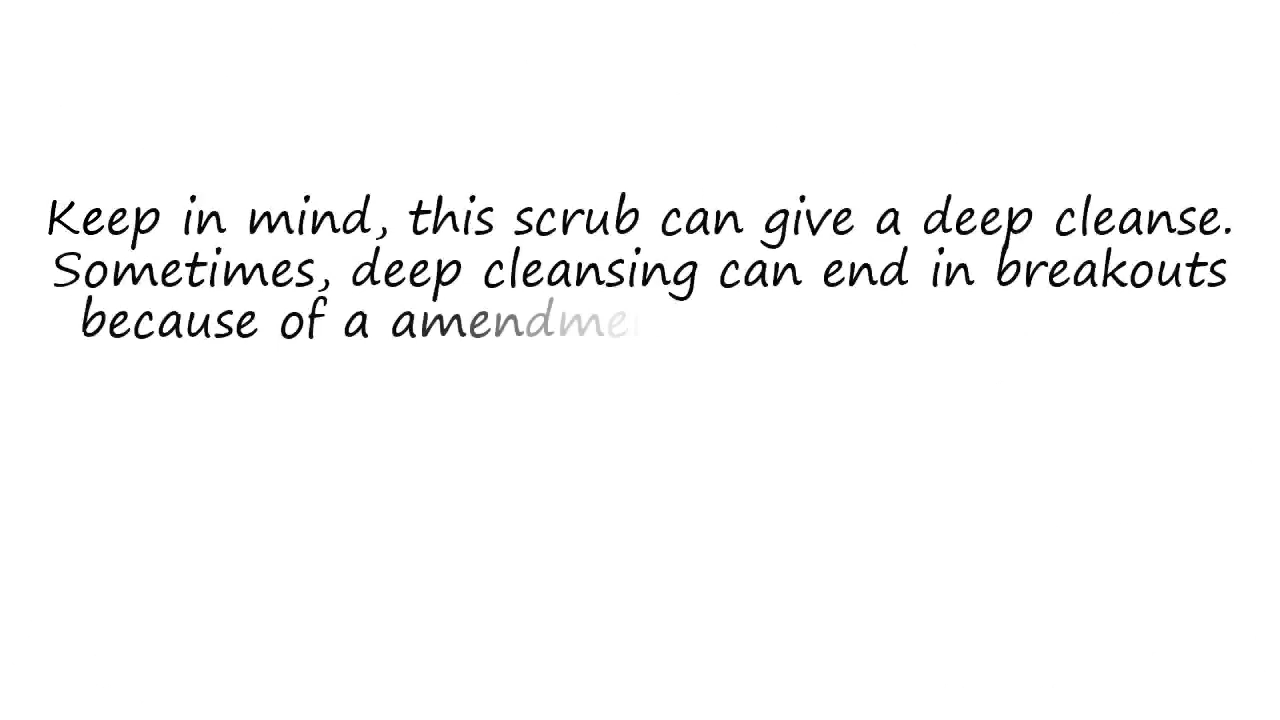 Keep in mind, this scrub can give a deep cleanse.
Sometimes, deep cleansing can end in breakouts
because of a